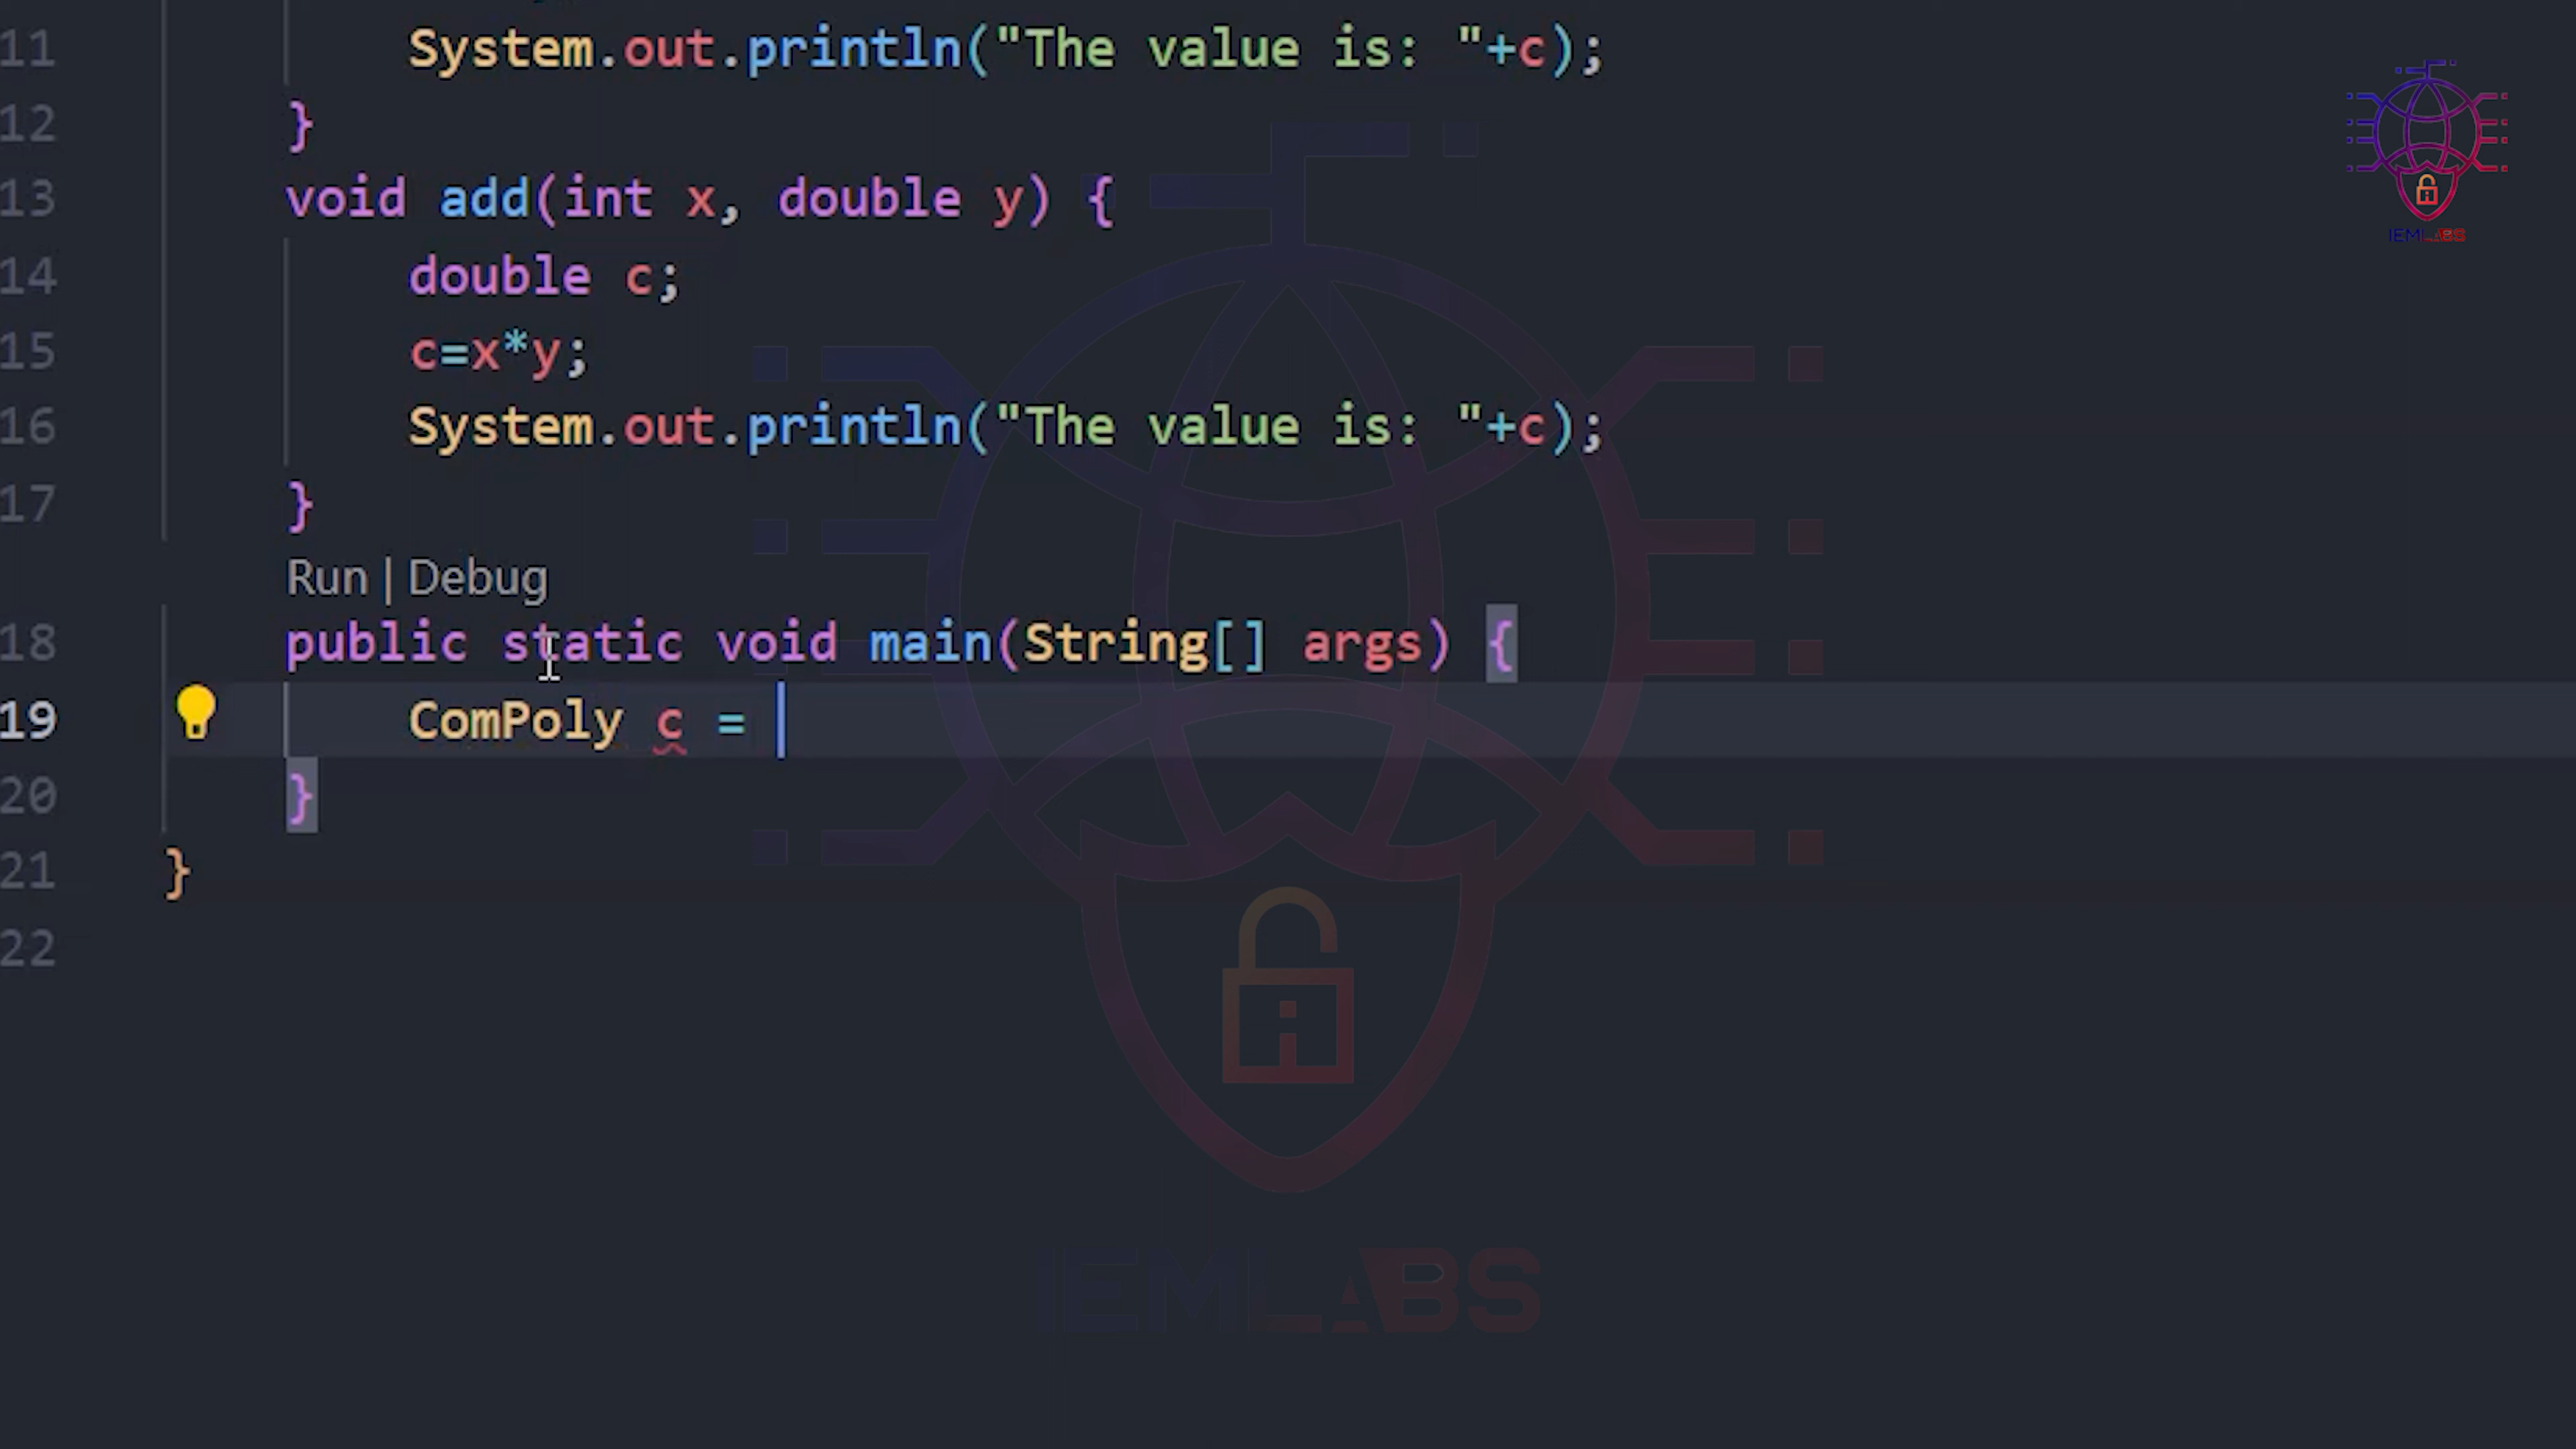 11 System.out.println("The value is: "+c);
12 }
13 void add(int x, double y) {
14 double c;
15 c=x*y;
16 System.out.println("The value is: "+c);
17 }
Run | Debug
18 public static void main(String[] args) {
19 ComPoly c =
20 }
21 }
22
IEMLABS
IEMLABS